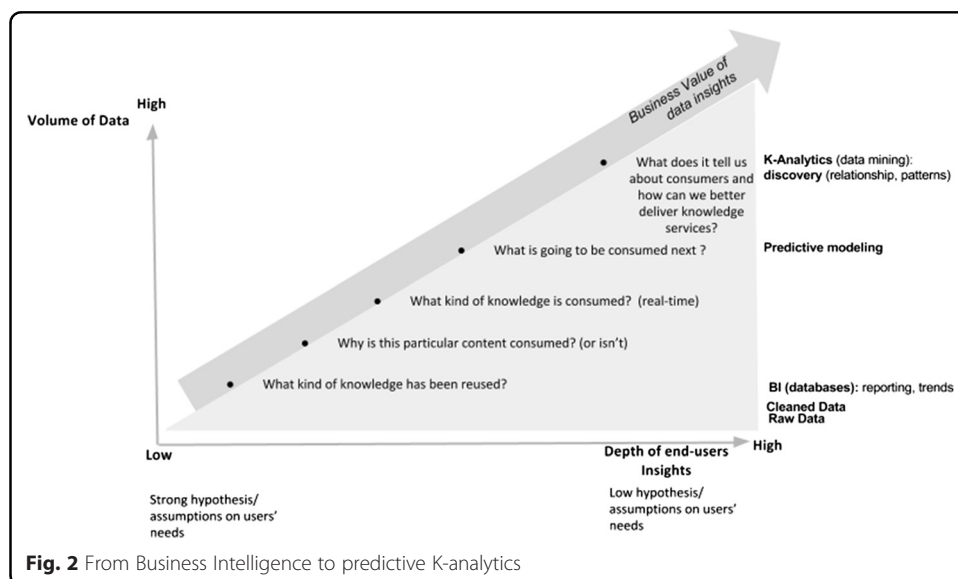 High
Volume of Data
Business Value of
data insights
What does it tell us
about consumers and
how can we better
deliver knowledge
services?
K-Analytics (data mining):
discovery (relationship, patterns)
What is going to be consumed next ?
Predictive modeling
What kind of knowledge is consumed? (real-time)
Why is this particular content consumed? (or isn't)
What kind of knowledge has been reused?
BI (databases): reporting, trends
Cleaned Data
Raw Data
Low
Depth of end-users
Insights
High
Strong hypothesis/
assumptions on users'
needs
Low hypothesis/
assumptions on users'
needs
Fig. 2 From Business Intelligence to predictive K-analytics